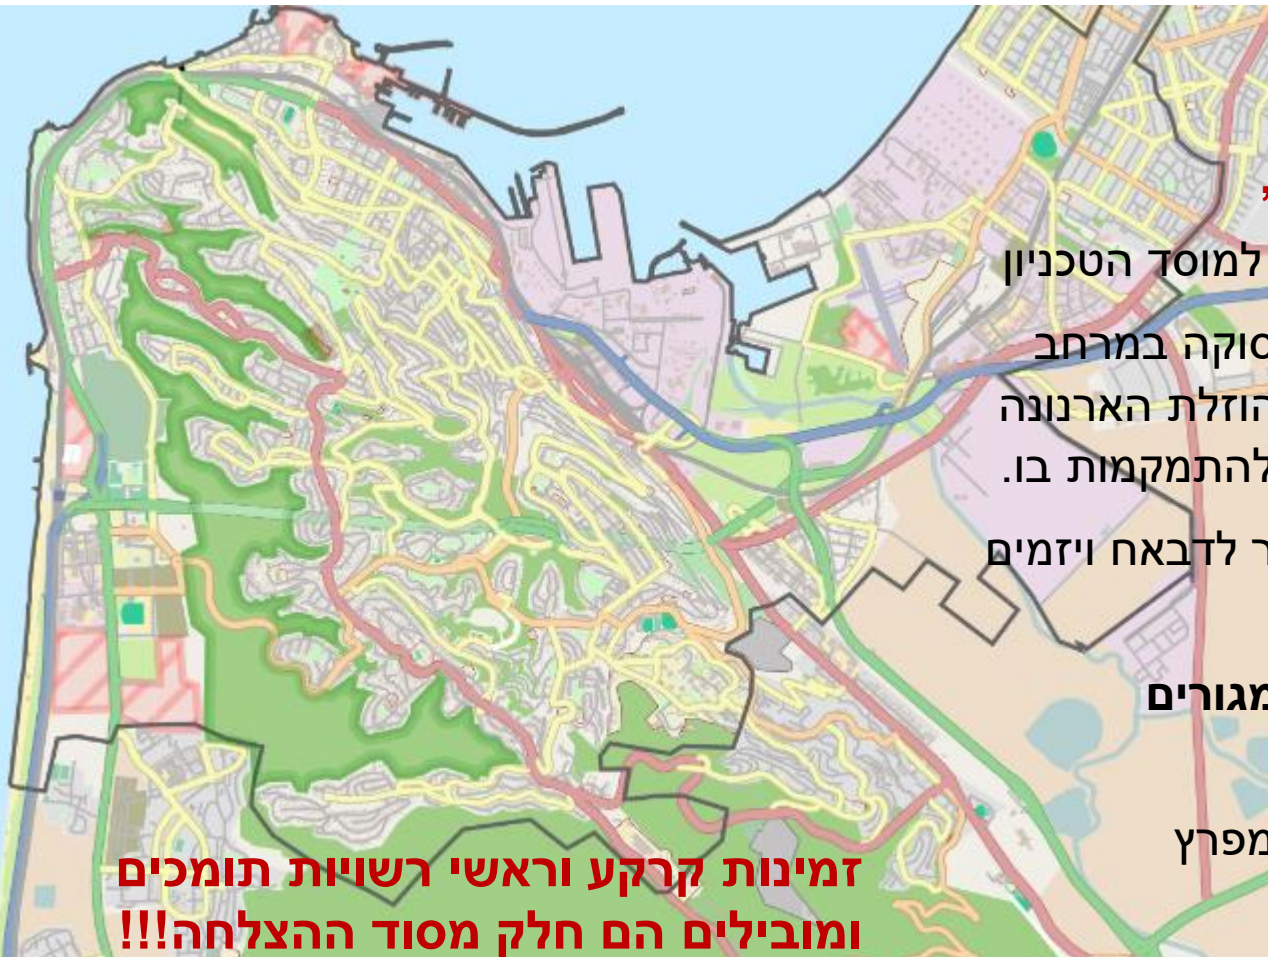 למוסד הטכניון
במרחב
הוזלת הארנונה
להתמקמות בו.
לדבאח ויזמים
מגורים
מפרץ
זמינות קרקע וראשי רשויות תומכים
ומובילים הם חלק מסוד ההצלחה!!!